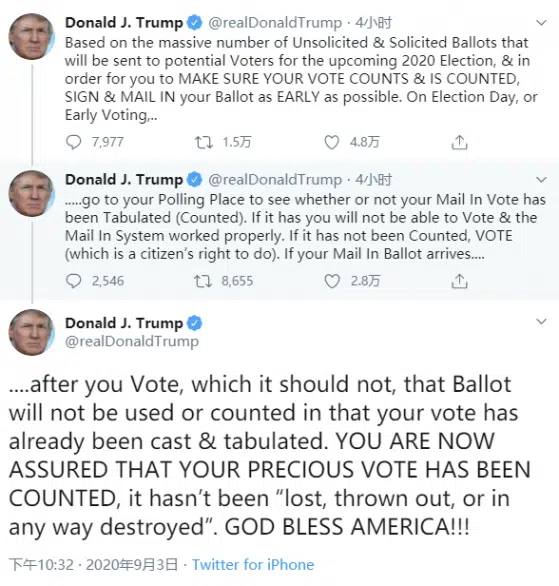 Donald J. Trump @realDonaldTrump · 4小时
Based on the massive number of Unsolicited & Solicited Ballots that
will be sent to potential Voters for the upcoming 2020 Election, & in
order for you to MAKE SURE YOUR VOTE COUNTS & IS COUNTED,
SIGN & MAIL IN your Ballot as EARLY as possible. On Election Day, or
Early Voting,..
7,977 1.5万 4.8万
Donald J. Trump @realDonaldTrump · 4小时
.....go to your Polling Place to see whether or not your Mail In Vote has
been Tabulated (Counted). If it has you will not be able to Vote & the
Mail In System worked properly. If it has not been Counted, VOTE
(which is a citizen's right to do). If your Mail In Ballot arrives....
2,546 8,655 2.8万
Donald J. Trump
@realDonaldTrump
....after you Vote, which it should not, that Ballot
will not be used or counted in that your vote has
already been cast & tabulated. YOU ARE NOW
ASSURED THAT YOUR PRECIOUS VOTE HAS BEEN
COUNTED, it hasn't been “lost, thrown out, or in
any way destroyed”. GOD BLESS AMERICA!!!
下午10:32 · 2020年9月3日 · Twitter for iPhone